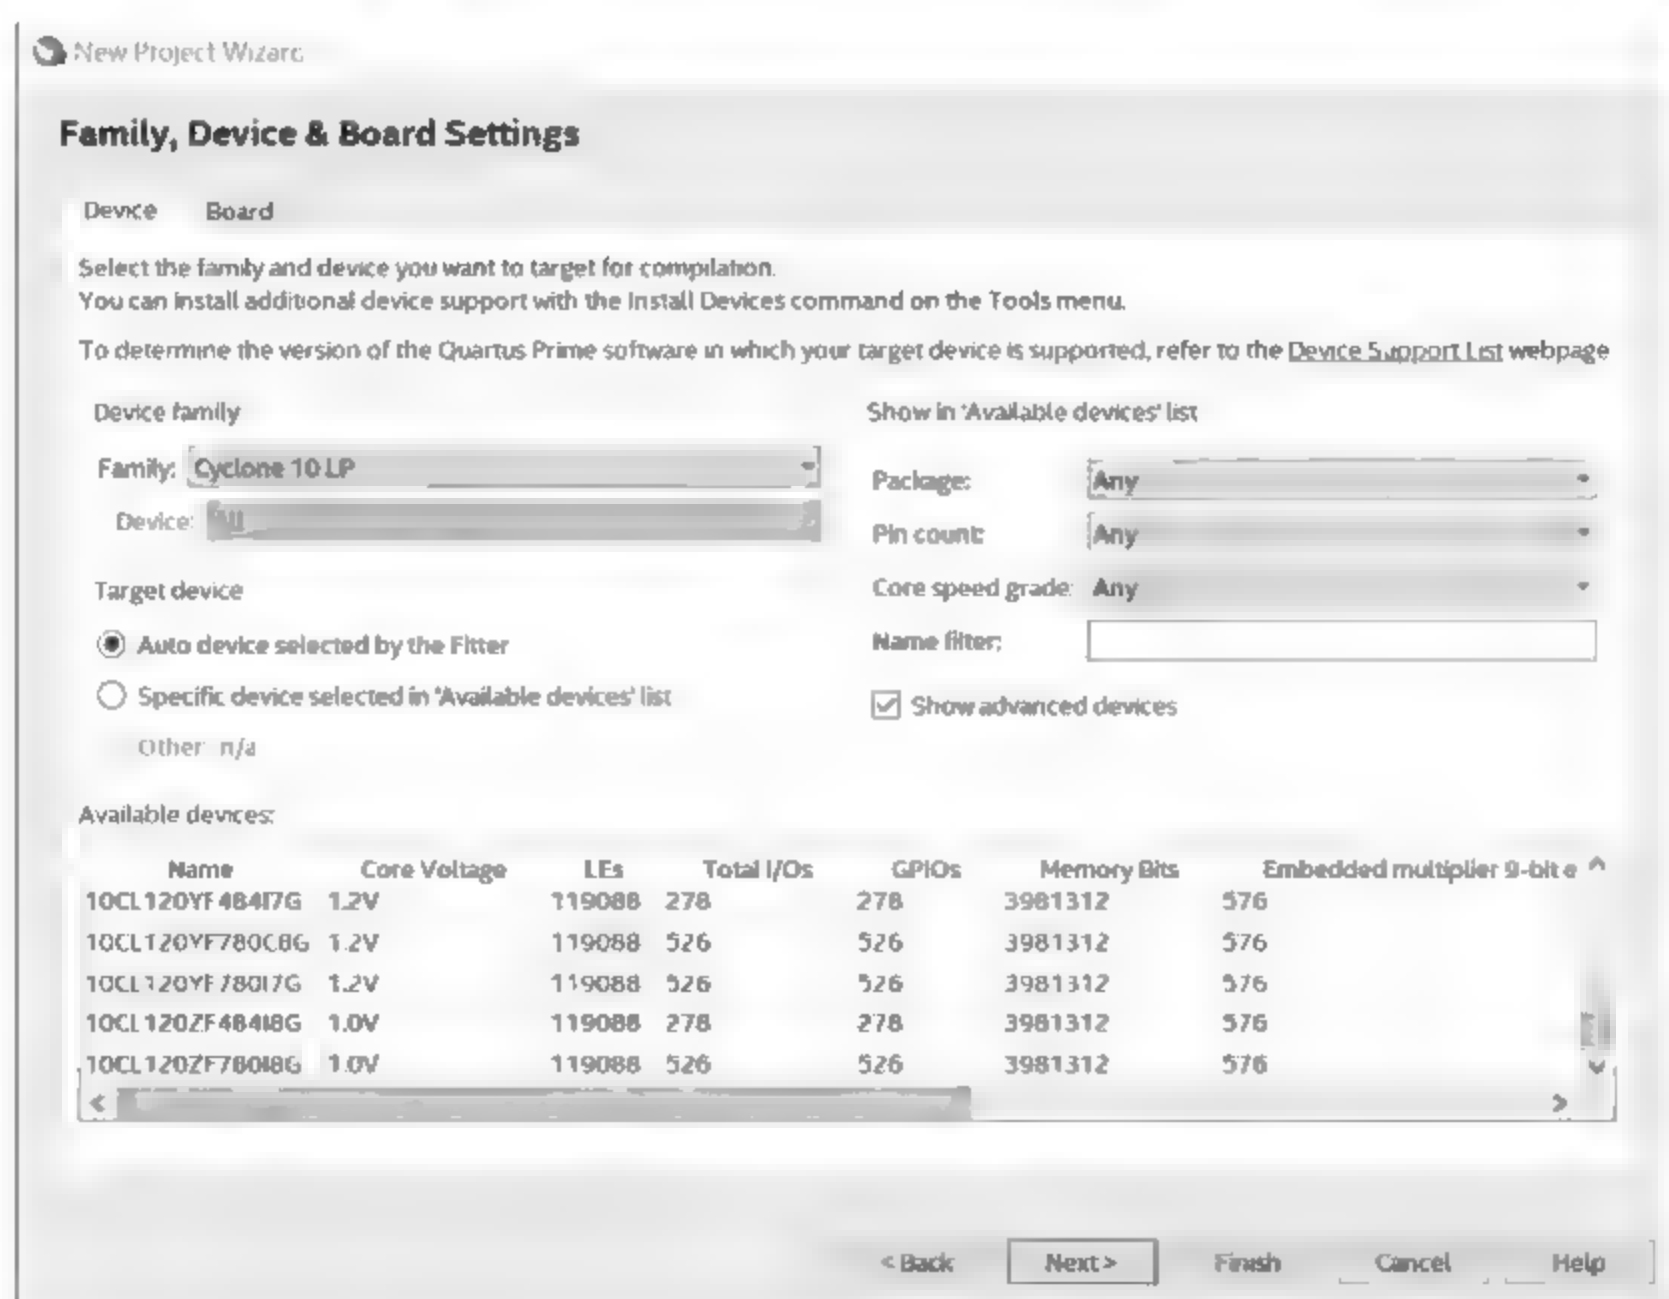 New Project Wizard
Family, Device & Board Settings
Device Board
Select the family and device you want to target for compilation.
You can install additional device support with the Install Devices command on the Tools menu.
To determine the version of the Quartus Prime software in which your target device is supported, refer to the Device Support List webpage
Device family
Family: Cyclone 10 LP
Device: All
Target device
Auto device selected by the Fitter
Specific device selected in 'Available devices' list
Other: n/a
Show in 'Available devices' list
Package: Any
Pin count: Any
Core speed grade: Any
Name filter:
Show advanced devices
Available devices:
Name Core Voltage LEs Total I/Os GPIOs Memory Bits Embedded multiplier 9-bit e
10CL120YF484I7G 1.2V 119088 278 278 3981312 576
10CL120YF780C8G 1.2V 119088 526 526 3981312 576
10CL120YF780I7G 1.2V 119088 526 526 3981312 576
10CL120ZF484I8G 1.0V 119088 278 278 3981312 576
10CL120ZF780I8G 1.0V 119088 526 526 3981312 576
< Back Next > Finish Cancel Help